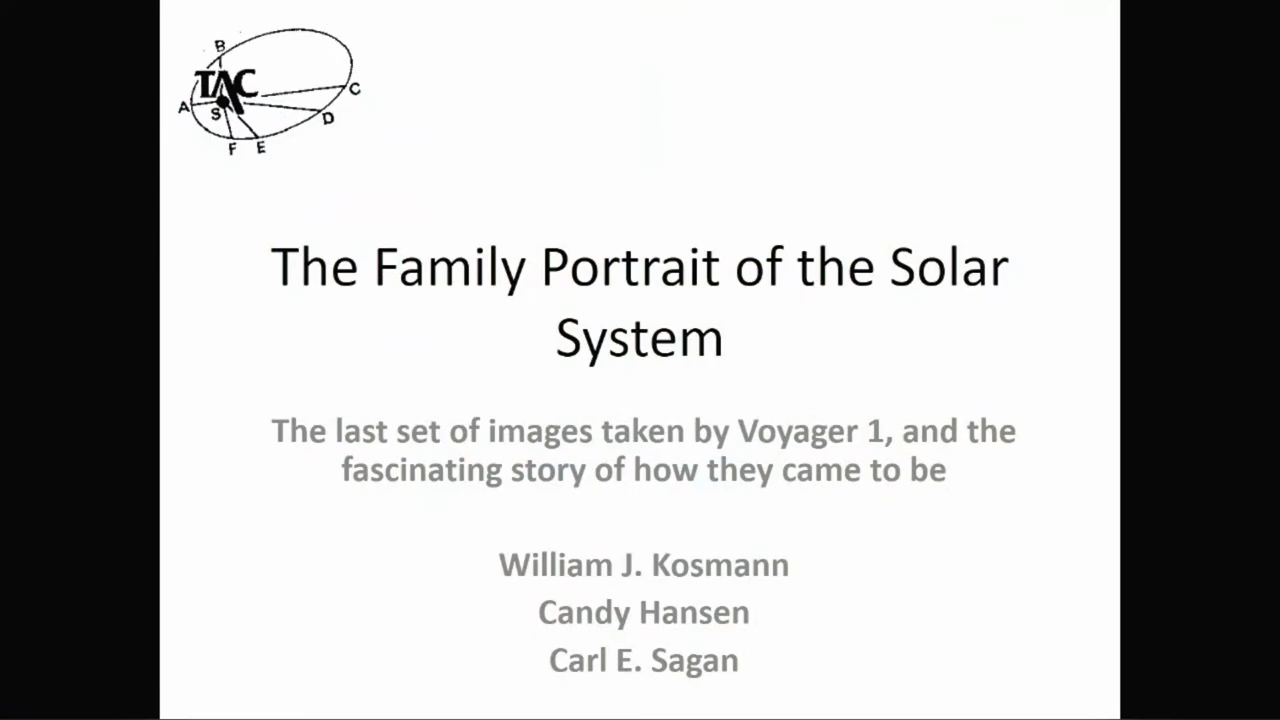 B
TAC
A
S
C
D
F E
The Family Portrait of the Solar
System
The last set of images taken by Voyager 1, and the
fascinating story of how they came to be
William J. Kosmann
Candy Hansen
Carl E. Sagan